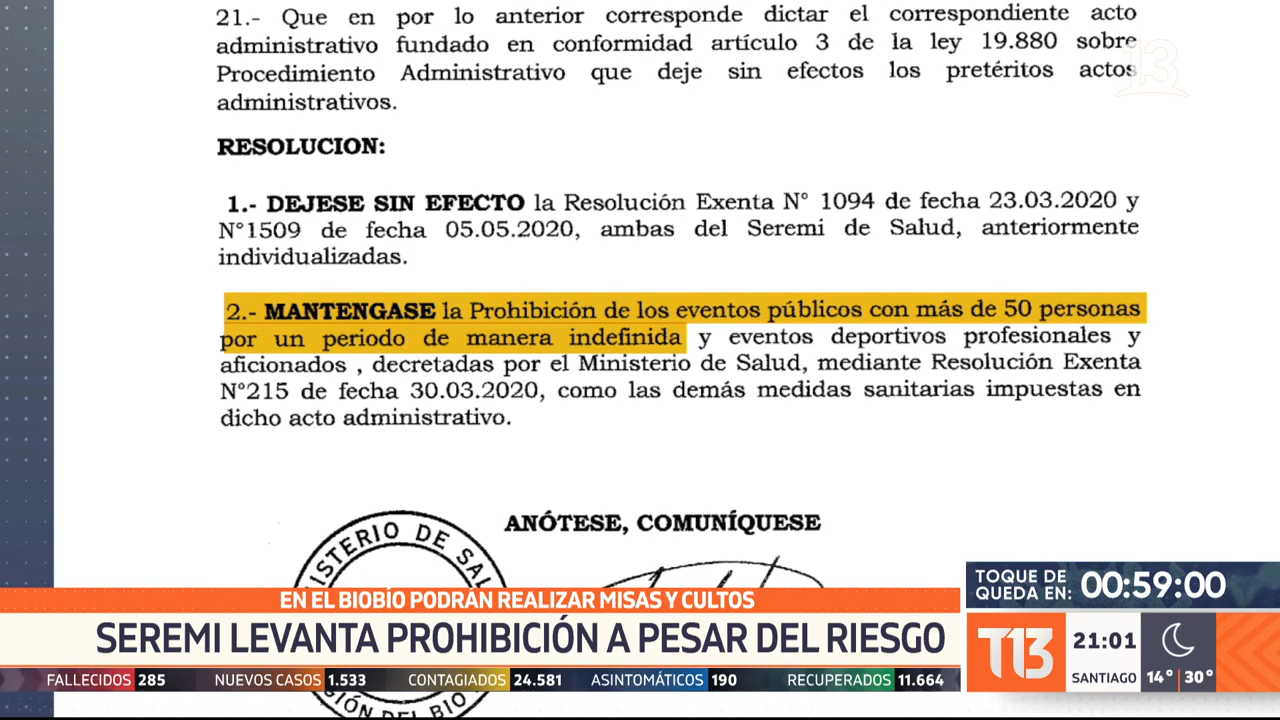 21.- Que en por lo anterior corresponde dictar el correspondiente acto
administrativo fundado en conformidad artículo 3 de la ley 19.880 sobre
Procedimiento Administrativo que deje sin efectos los pretéritos actos
administrativos.
13
RESOLUCION:
1.- DEJESE SIN EFECTO la Resolución Exenta N° 1094 de fecha 23.03.2020 y
N°1509 de fecha 05.05.2020, ambas del Seremi de Salud, anteriormente
individualizadas.
2.- MANTENGASE la Prohibición de los eventos públicos con más de 50 personas
por un periodo de manera indefinida y eventos deportivos profesionales y
aficionados , decretadas por el Ministerio de Salud, mediante Resolución Exenta
N°215 de fecha 30.03.2020, como las demás medidas sanitarias impuestas en
dicho acto administrativo.
ANÓTESE, COMUNÍQUESE
DE
DEL BIO
TOQUE DE
QUEDA EN: 00:59:00
EN EL BIOBÍO PODRÁN REALIZAR MISAS Y CULTOS
SEREMI LEVANTA PROHIBICIÓN A PESAR DEL RIESGO
T13
21:01
SANTIAGO 14° 30°
FALLECIDOS 285 NUEVOS CASOS 1.533 CONTAGIADOS 24.581 ASINTOMÁTICOS 190 RECUPERADOS 11.664